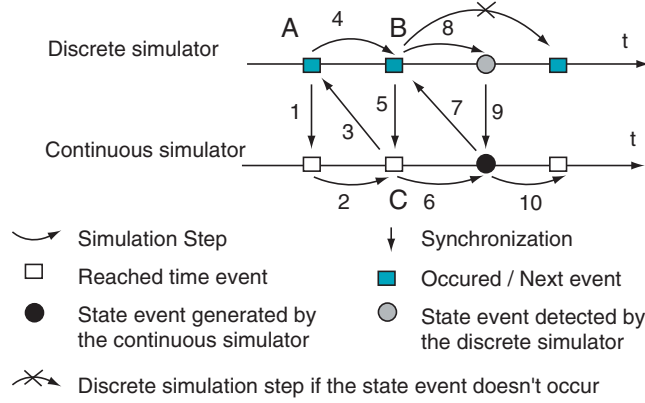 A 4 B 8
Discrete simulator t
1 3 5 7 9
Continuous simulator t
2 C 6 10
Simulation Step
Synchronization
Reached time event
Occured / Next event
State event generated by
the continuous simulator
State event detected by
the discrete simulator
Discrete simulation step if the state event doesn't occur